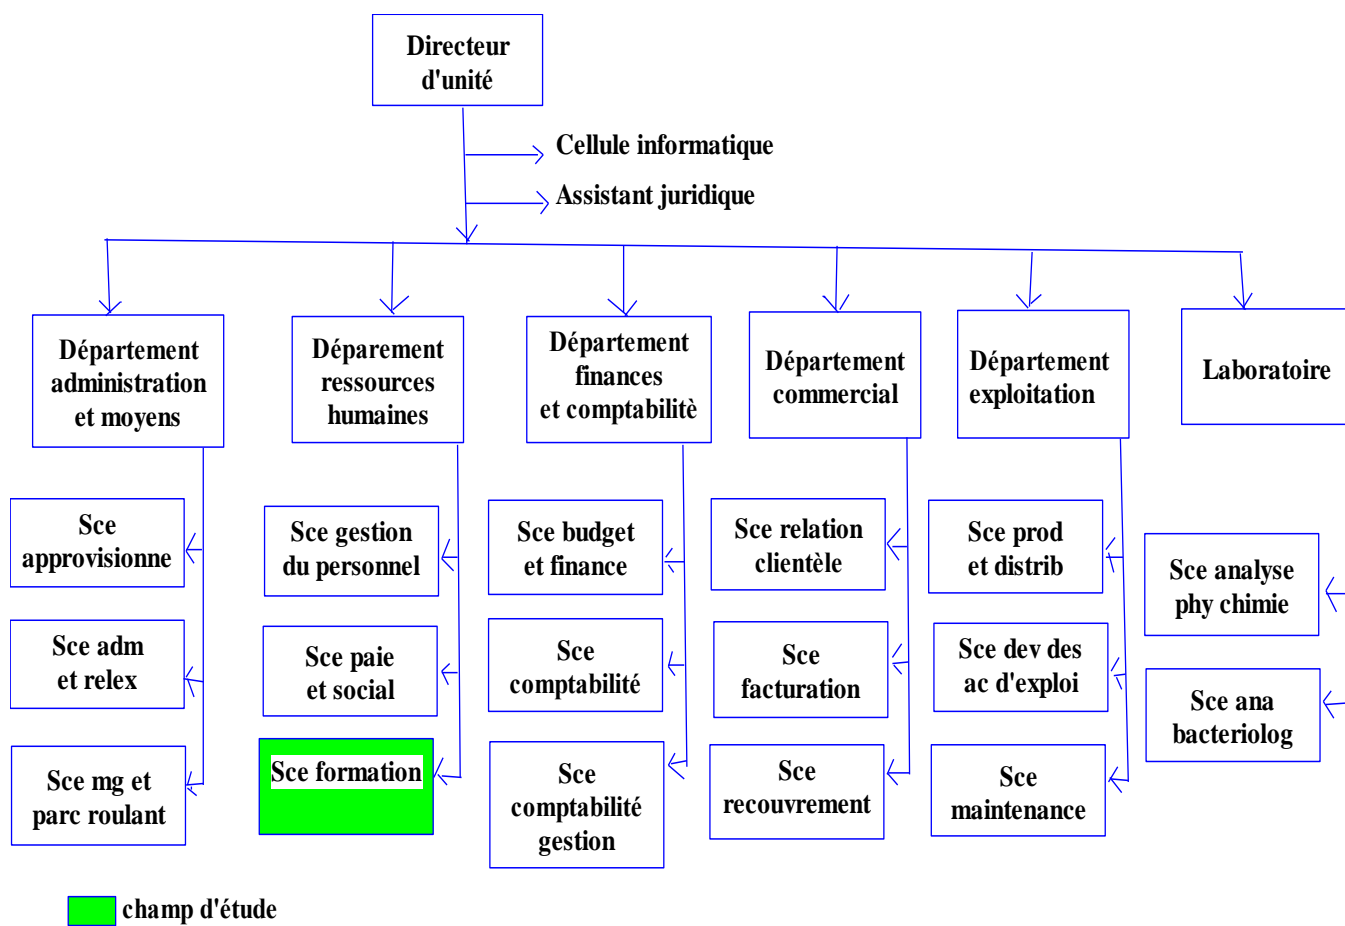 Directeur
d'unité
Cellule informatique
Assistant juridique
Département
administration
et moyens
Déparement
ressources
humaines
Département
finances
et comptabilitè
Département
commercial
Département
exploitation
Laboratoire
Sce
approvisionne
Sce gestion
du personnel
Sce budget
et finance
Sce relation
clientèle
Sce prod
et distrib
Sce analyse
phy chimie
Sce adm
et relex
Sce paie
et social
Sce
comptabilité
Sce
facturation
Sce dev des
ac d'exploi
Sce ana
bacteriolog
Sce mg et
parc roulant
Sce formation
Sce
comptabilité
gestion
Sce
recouvrement
Sce
maintenance
champ d'étude